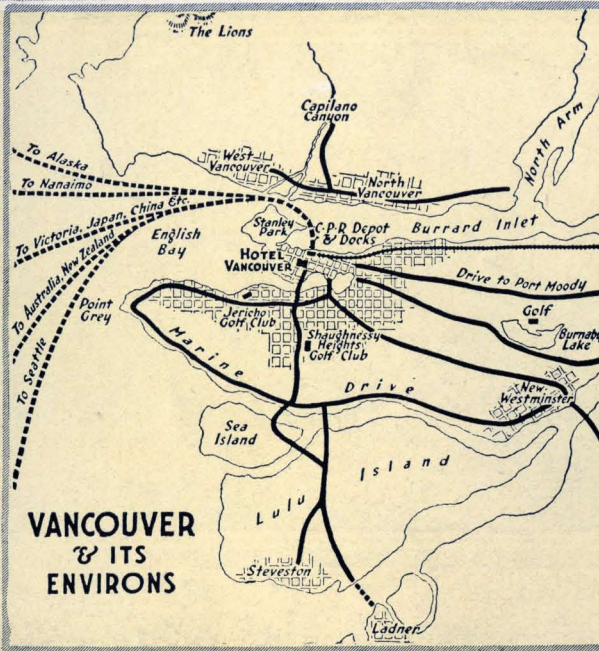 The Lions
Capilano
Canyon
North Arm
To Alaska
West
Vancouver
To Nanaimo
North
Vancouver
To Victoria, Japan, China Etc.
Stanley
Park
C·P·R Depot
& Docks
Burrard Inlet
English
Bay
HOTEL
VANCOUVER
To Australia, New Zealand
Drive to Port Moody
Point
Grey
Jericho
Golf Club
Golf
Burnaby
Lake
To Seattle
Shaughnessy
Heights
Golf Club
Marine Drive
New
Westminster
Sea
Island
Lulu Island
VANCOUVER
& ITS
ENVIRONS
Steveston
Ladner